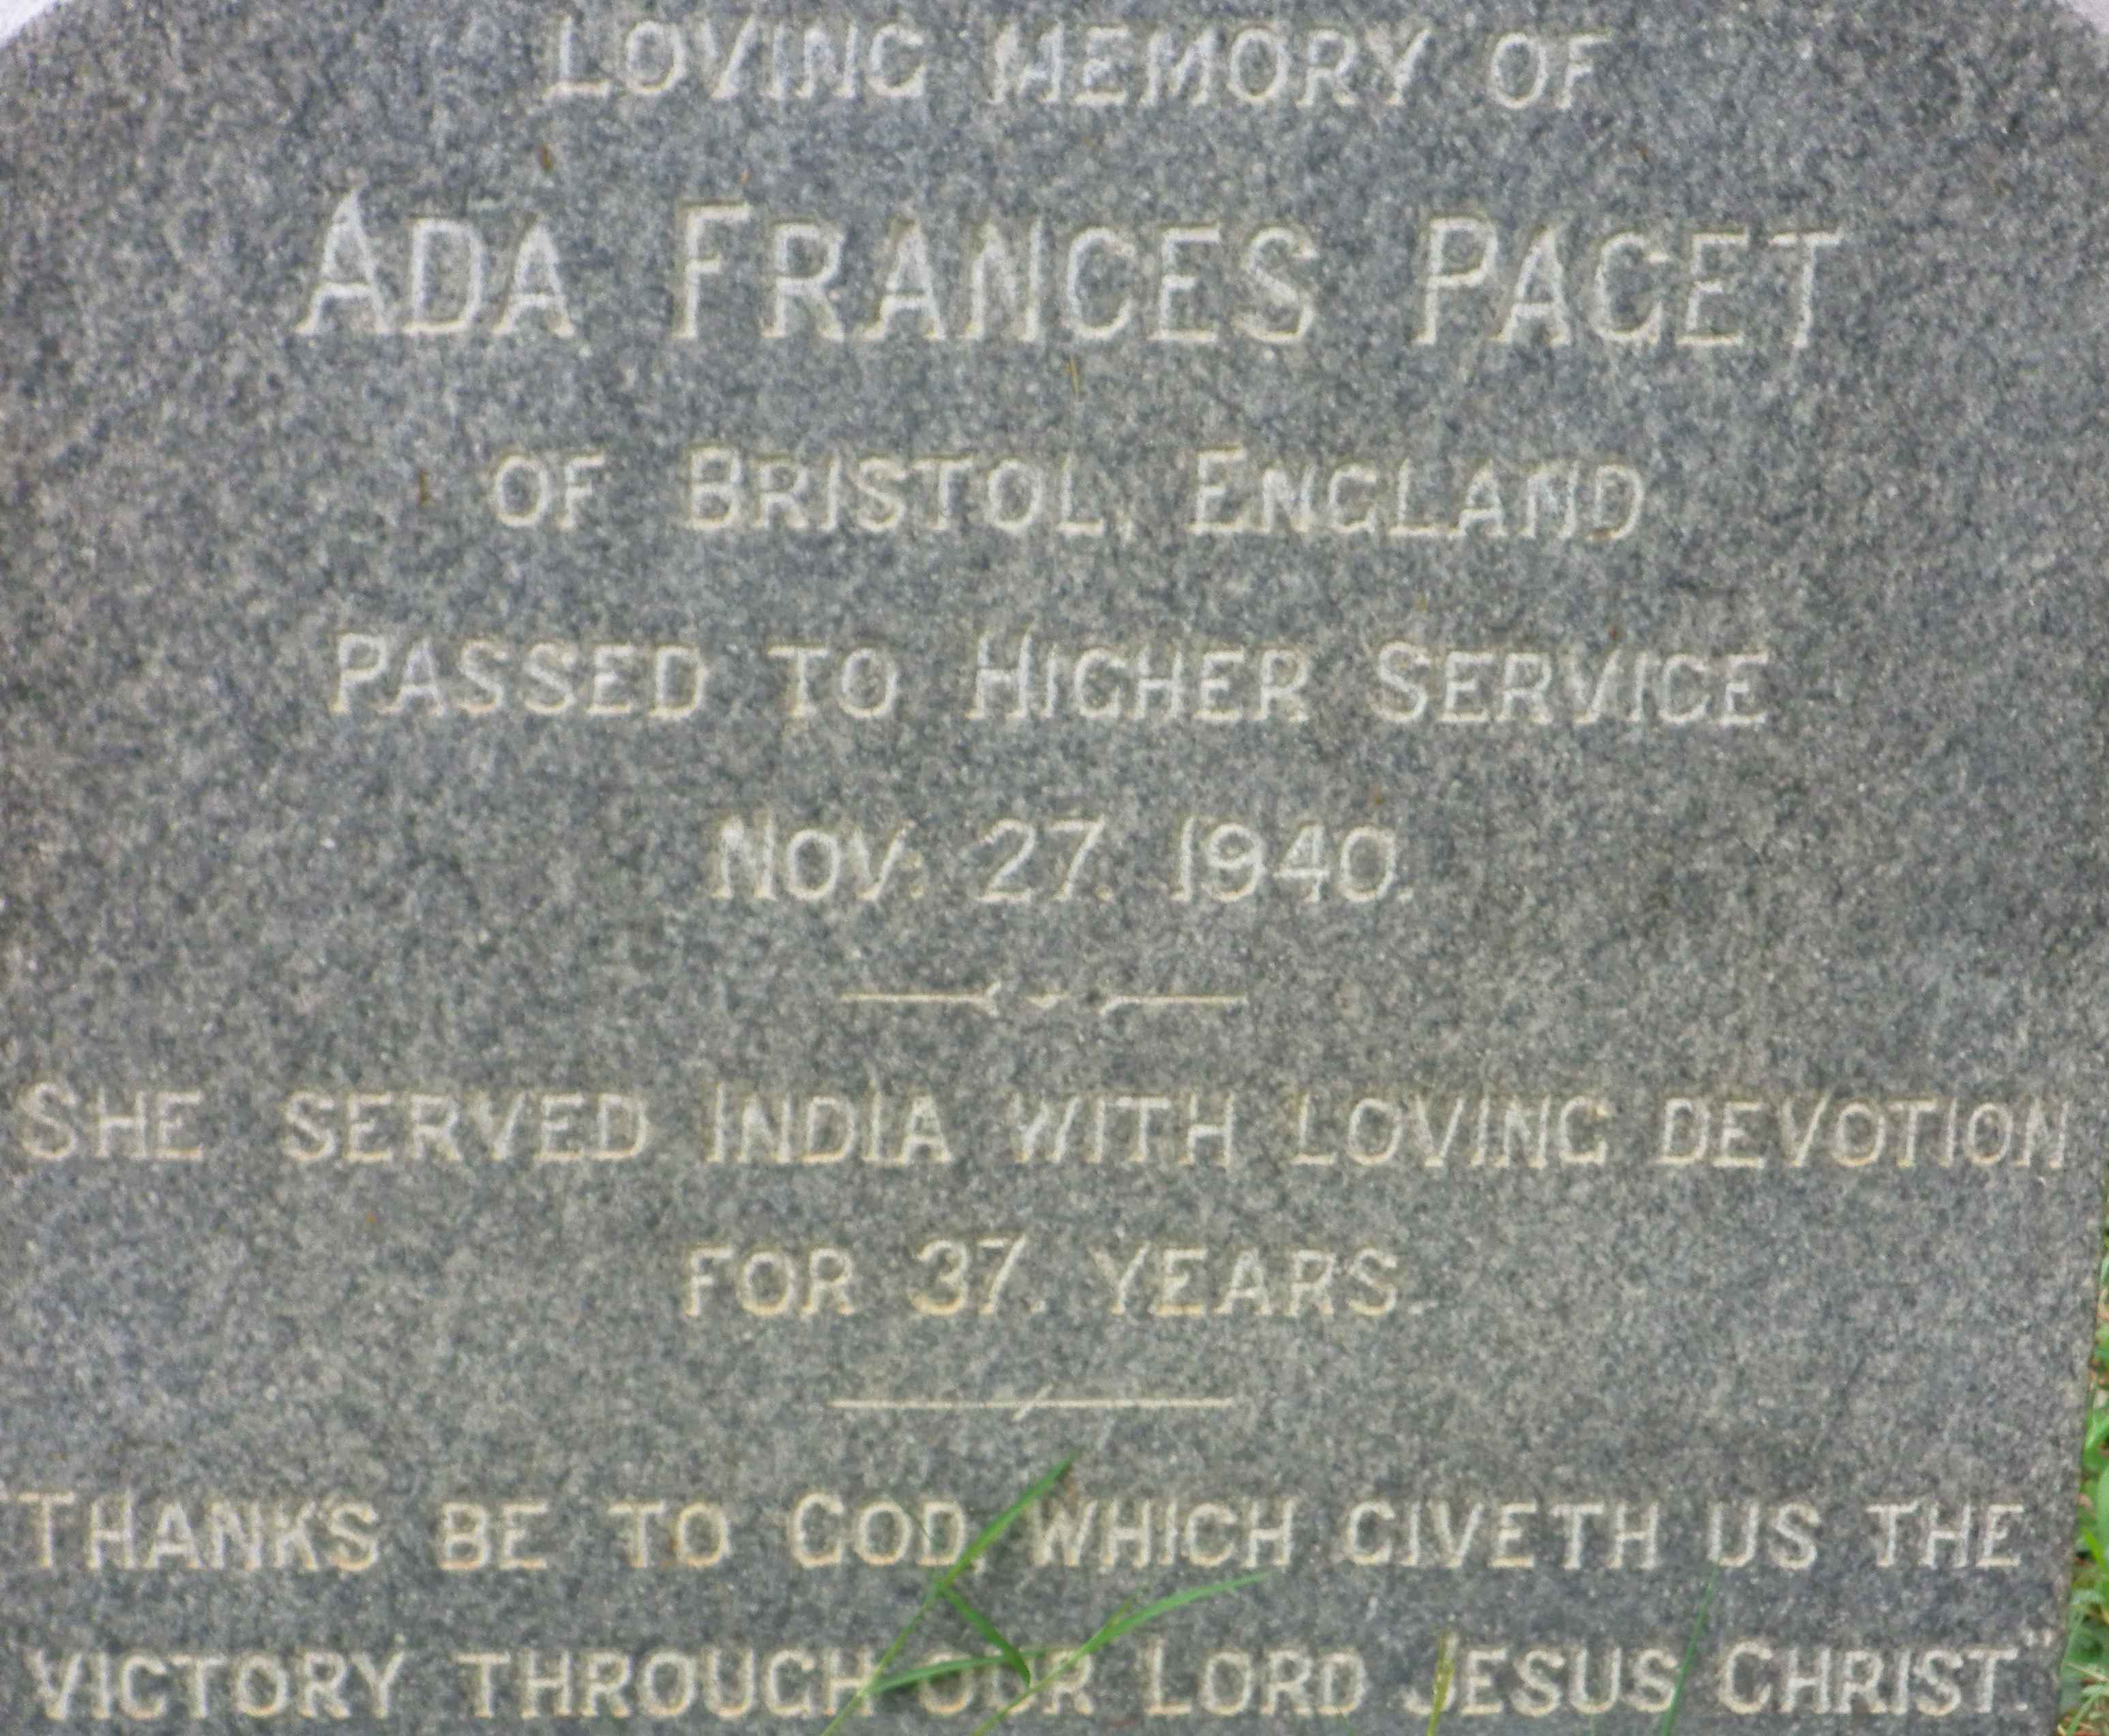 LOVING MEMORY OF
ADA FRANCES PAGET
OF BRISTOL, ENGLAND
PASSED TO HIGHER SERVICE
NOV. 27. 1940.
SHE SERVED INDIA WITH LOVING DEVOTION
FOR 37. YEARS.
THANKS BE TO GOD, WHICH GIVETH US THE
VICTORY THROUGH OUR LORD JESUS CHRIST."